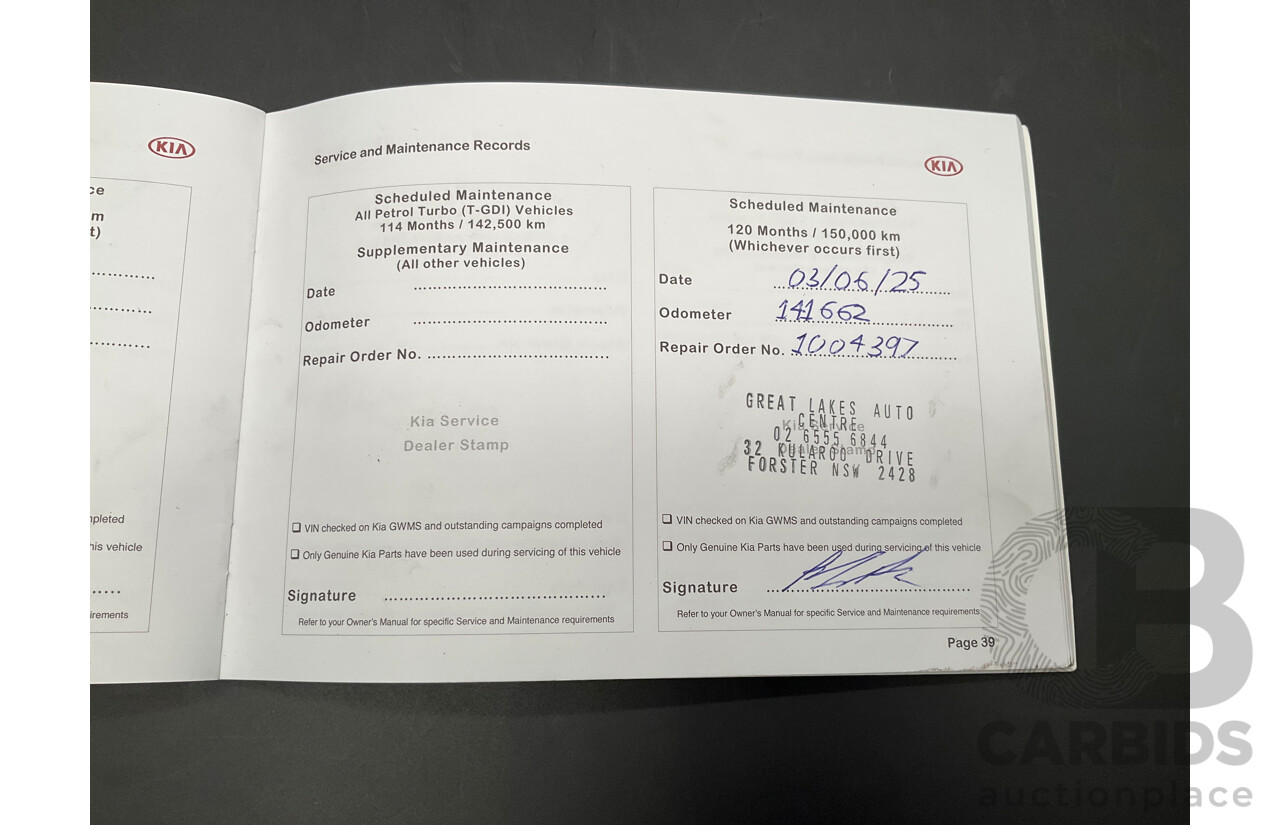 KIA
ce
m
t)
npleted
his vehicle
irements
Service and Maintenance Records
KIA
Scheduled Maintenance
All Petrol Turbo (T-GDI) Vehicles
114 Months / 142,500 km
Supplementary Maintenance
(All other vehicles)
Date
Odometer
Repair Order No.
Kia Service
Dealer Stamp
❏ VIN checked on Kia GWMS and outstanding campaigns completed
❏ Only Genuine Kia Parts have been used during servicing of this vehicle
Signature
Refer to your Owner's Manual for specific Service and Maintenance requirements
Scheduled Maintenance
120 Months / 150,000 km
(Whichever occurs first)
Date 03/06/25
Odometer 141662
Repair Order No. 1004397
GREAT LAKES AUTO
CENTRE
Kia Service
02 6555 6844
Dealer Stamp
32 KULAROO DRIVE
FORSTER NSW 2428
❏ VIN checked on Kia GWMS and outstanding campaigns completed
❏ Only Genuine Kia Parts have been used during servicing of this vehicle
Signature
Refer to your Owner's Manual for specific Service and Maintenance requirements
Page 39
CB
CARBIDS
auctionplace